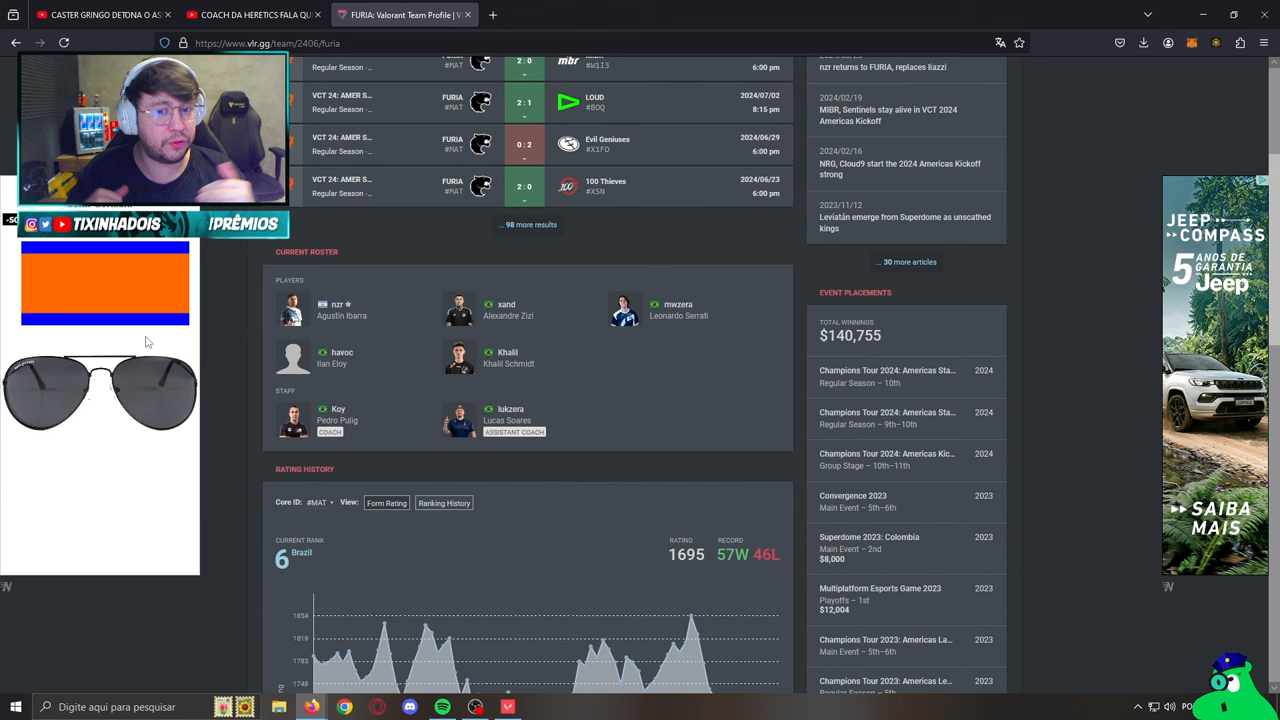 CASTER GRINGO DETONA O AS
COACH DA HERETICS FALA QU
FURIA: Valorant Team Profile | V
https://www.vlr.gg/team/2406/furia
Regular Season -...
#MAT
2 : 0
mbr
#W1I3
6:00 pm
VCT 24: AMER S...
Regular Season -...
FURIA
#MAT
2 : 1
LOUD
#BOQ
2024/07/02
8:15 pm
VCT 24: AMER S...
Regular Season -...
FURIA
#MAT
0 : 2
Evil Geniuses
#X1FD
2024/06/29
6:00 pm
VCT 24: AMER S...
Regular Season -...
FURIA
#MAT
2 : 0
100 Thieves
#XSN
2024/06/23
6:00 pm
... 98 more results
TIXINHADOIS
!PRÊMIOS
-50
CURRENT ROSTER
PLAYERS
nzr
Agustin Ibarra
xand
Alexandre Zizi
mwzera
Leonardo Serrati
havoc
Ilan Eloy
Khalil
Khalil Schmidt
STAFF
Koy
Pedro Pulig
COACH
lukzera
Lucas Soares
ASSISTANT COACH
RATING HISTORY
Core ID: #MAT View: Form Rating Ranking History
CURRENT RANK
6 Brazil
RATING
1695
RECORD
57W 46L
1854
1819
1783
1748
nzr returns to FURIA, replaces liazzi
2024/02/19
MIBR, Sentinels stay alive in VCT 2024
Americas Kickoff
2024/02/16
NRG, Cloud9 start the 2024 Americas Kickoff
strong
2023/11/12
Leviatán emerge from Superdome as unscathed
kings
... 30 more articles
EVENT PLACEMENTS
TOTAL WINNINGS
$140,755
Champions Tour 2024: Americas Sta... 2024
Regular Season – 10th
Champions Tour 2024: Americas Sta... 2024
Regular Season – 9th–10th
Champions Tour 2024: Americas Kic... 2024
Group Stage – 10th–11th
Convergence 2023 2023
Main Event – 5th–6th
Superdome 2023: Colombia 2023
Main Event – 2nd
$8,000
Multiplatform Esports Game 2023 2023
Playoffs – 1st
$12,004
Champions Tour 2023: Americas La... 2023
Main Event – 5th–6th
Champions Tour 2023: Americas Le... 2023
JEEP
COMPASS
5 ANOS DE
GARANTIA
Jeep
SAIBA
MAIS
Digite aqui para pesquisar